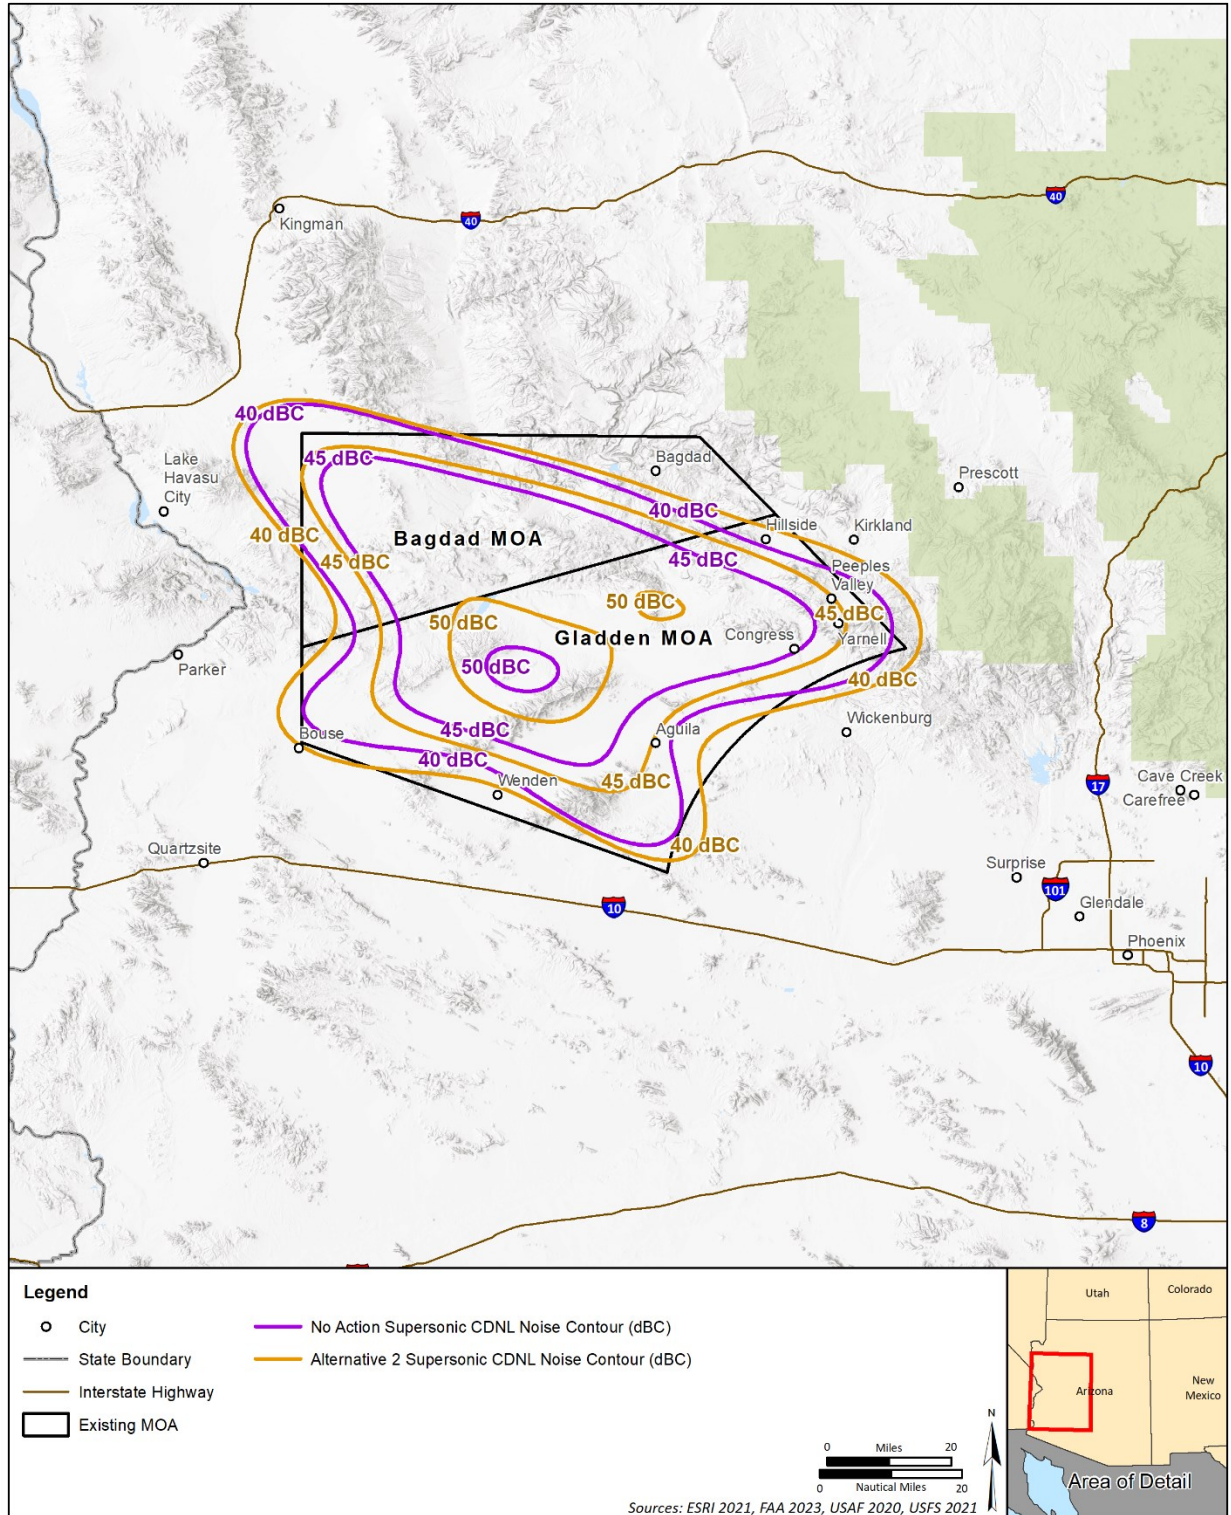 40
40
Kingman
40 dBC
45 dBC
Lake
Havasu
City
Bagdad
Prescott
40 dBC
40 dBC
Bagdad MOA
Hillside
Kirkland
45 dBC
45 dBC
Peeples
Valley
50 dBC
45 dBC
50 dBC
Gladden MOA
Congress
Yarnell
Parker
50 dBC
40 dBC
Wickenburg
45 dBC
Aguila
Bouse
40 dBC
45 dBC
Wenden
17
Cave Creek
Carefree
40 dBC
Quartzsite
Surprise
101
10
Glendale
Phoenix
10
8
Legend
City
State Boundary
Interstate Highway
Existing MOA
No Action Supersonic CDNL Noise Contour (dBC)
Alternative 2 Supersonic CDNL Noise Contour (dBC)
0 Miles 20
0 Nautical Miles 20
N
Sources: ESRI 2021, FAA 2023, USAF 2020, USFS 2021
Utah
Colorado
Arizona
New
Mexico
Area of Detail